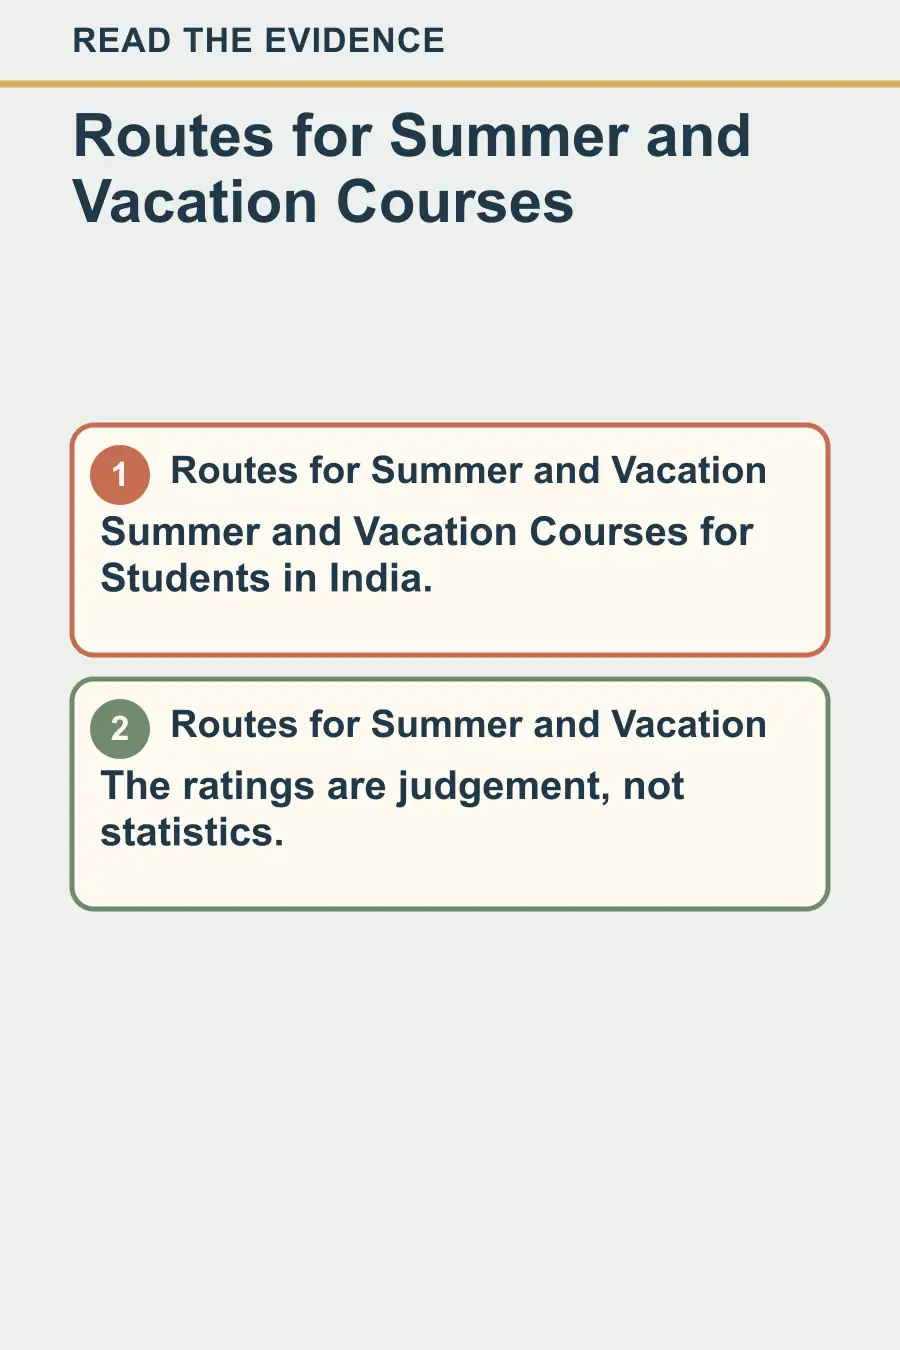 READ THE EVIDENCE
Routes for Summer and
Vacation Courses
1 Routes for Summer and Vacation
Summer and Vacation Courses for
Students in India.
2 Routes for Summer and Vacation
The ratings are judgement, not
statistics.